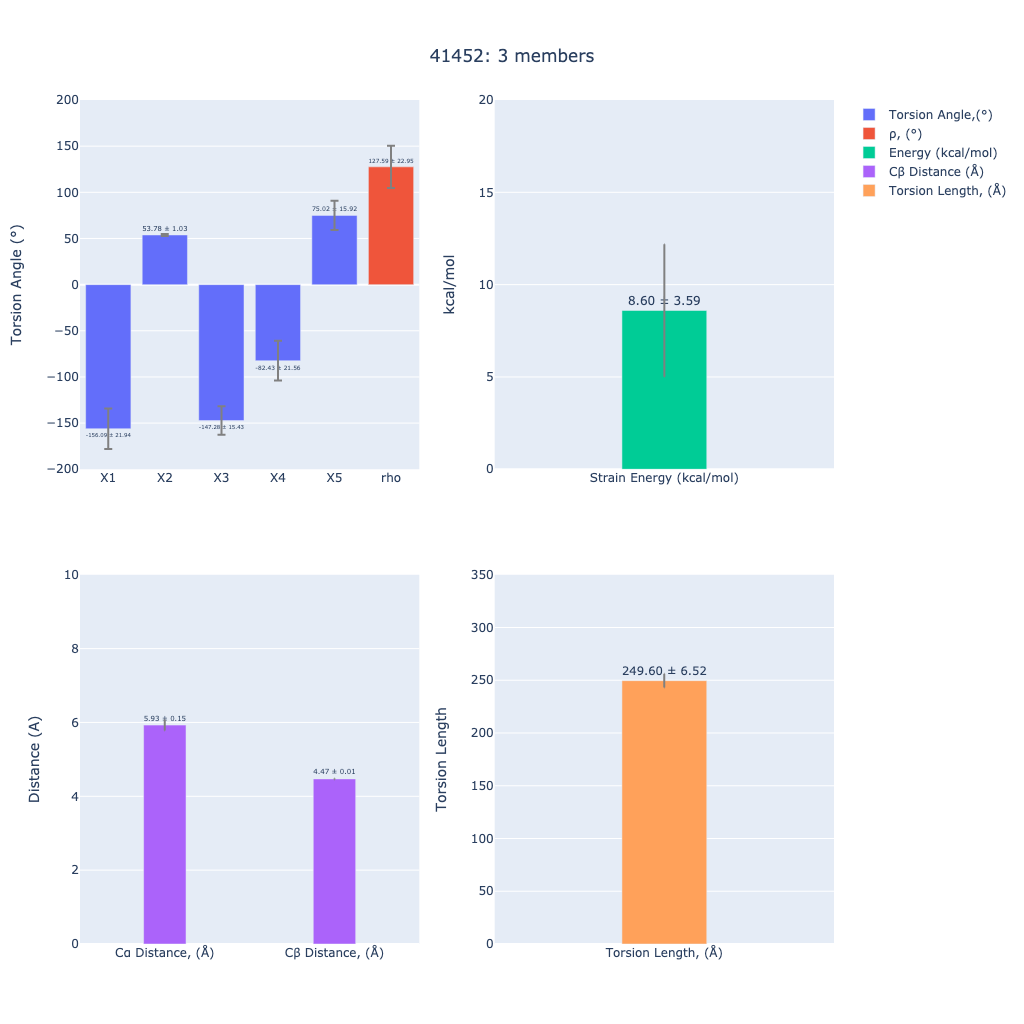 41452: 3 members
Torsion Angle (°)
200
150
100
50
0
−50
−100
−150
−200
−156.09 ± 21.94
53.78 ± 1.03
−147.28 ± 15.43
−82.43 ± 21.56
75.02 ± 15.92
127.59 ± 22.95
X1 X2 X3 X4 X5 rho
kcal/mol
20
15
10
5
0
8.60 ± 3.59
Strain Energy (kcal/mol)
Torsion Angle,(°)
ρ, (°)
Energy (kcal/mol)
Cβ Distance (Å)
Torsion Length, (Å)
Distance (A)
10
8
6
4
2
0
5.93 ± 0.15
4.47 ± 0.01
Cα Distance, (Å) Cβ Distance, (Å)
Torsion Length
350
300
250
200
150
100
50
0
249.60 ± 6.52
Torsion Length, (Å)